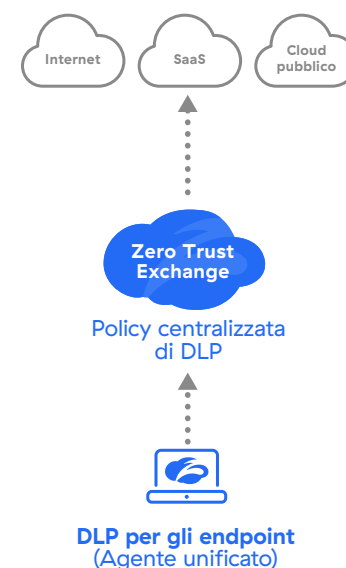 Internet
SaaS
Cloud
pubblico
Zero Trust
Exchange
Policy centralizzata
di DLP
DLP per gli endpoint
(Agente unificato)